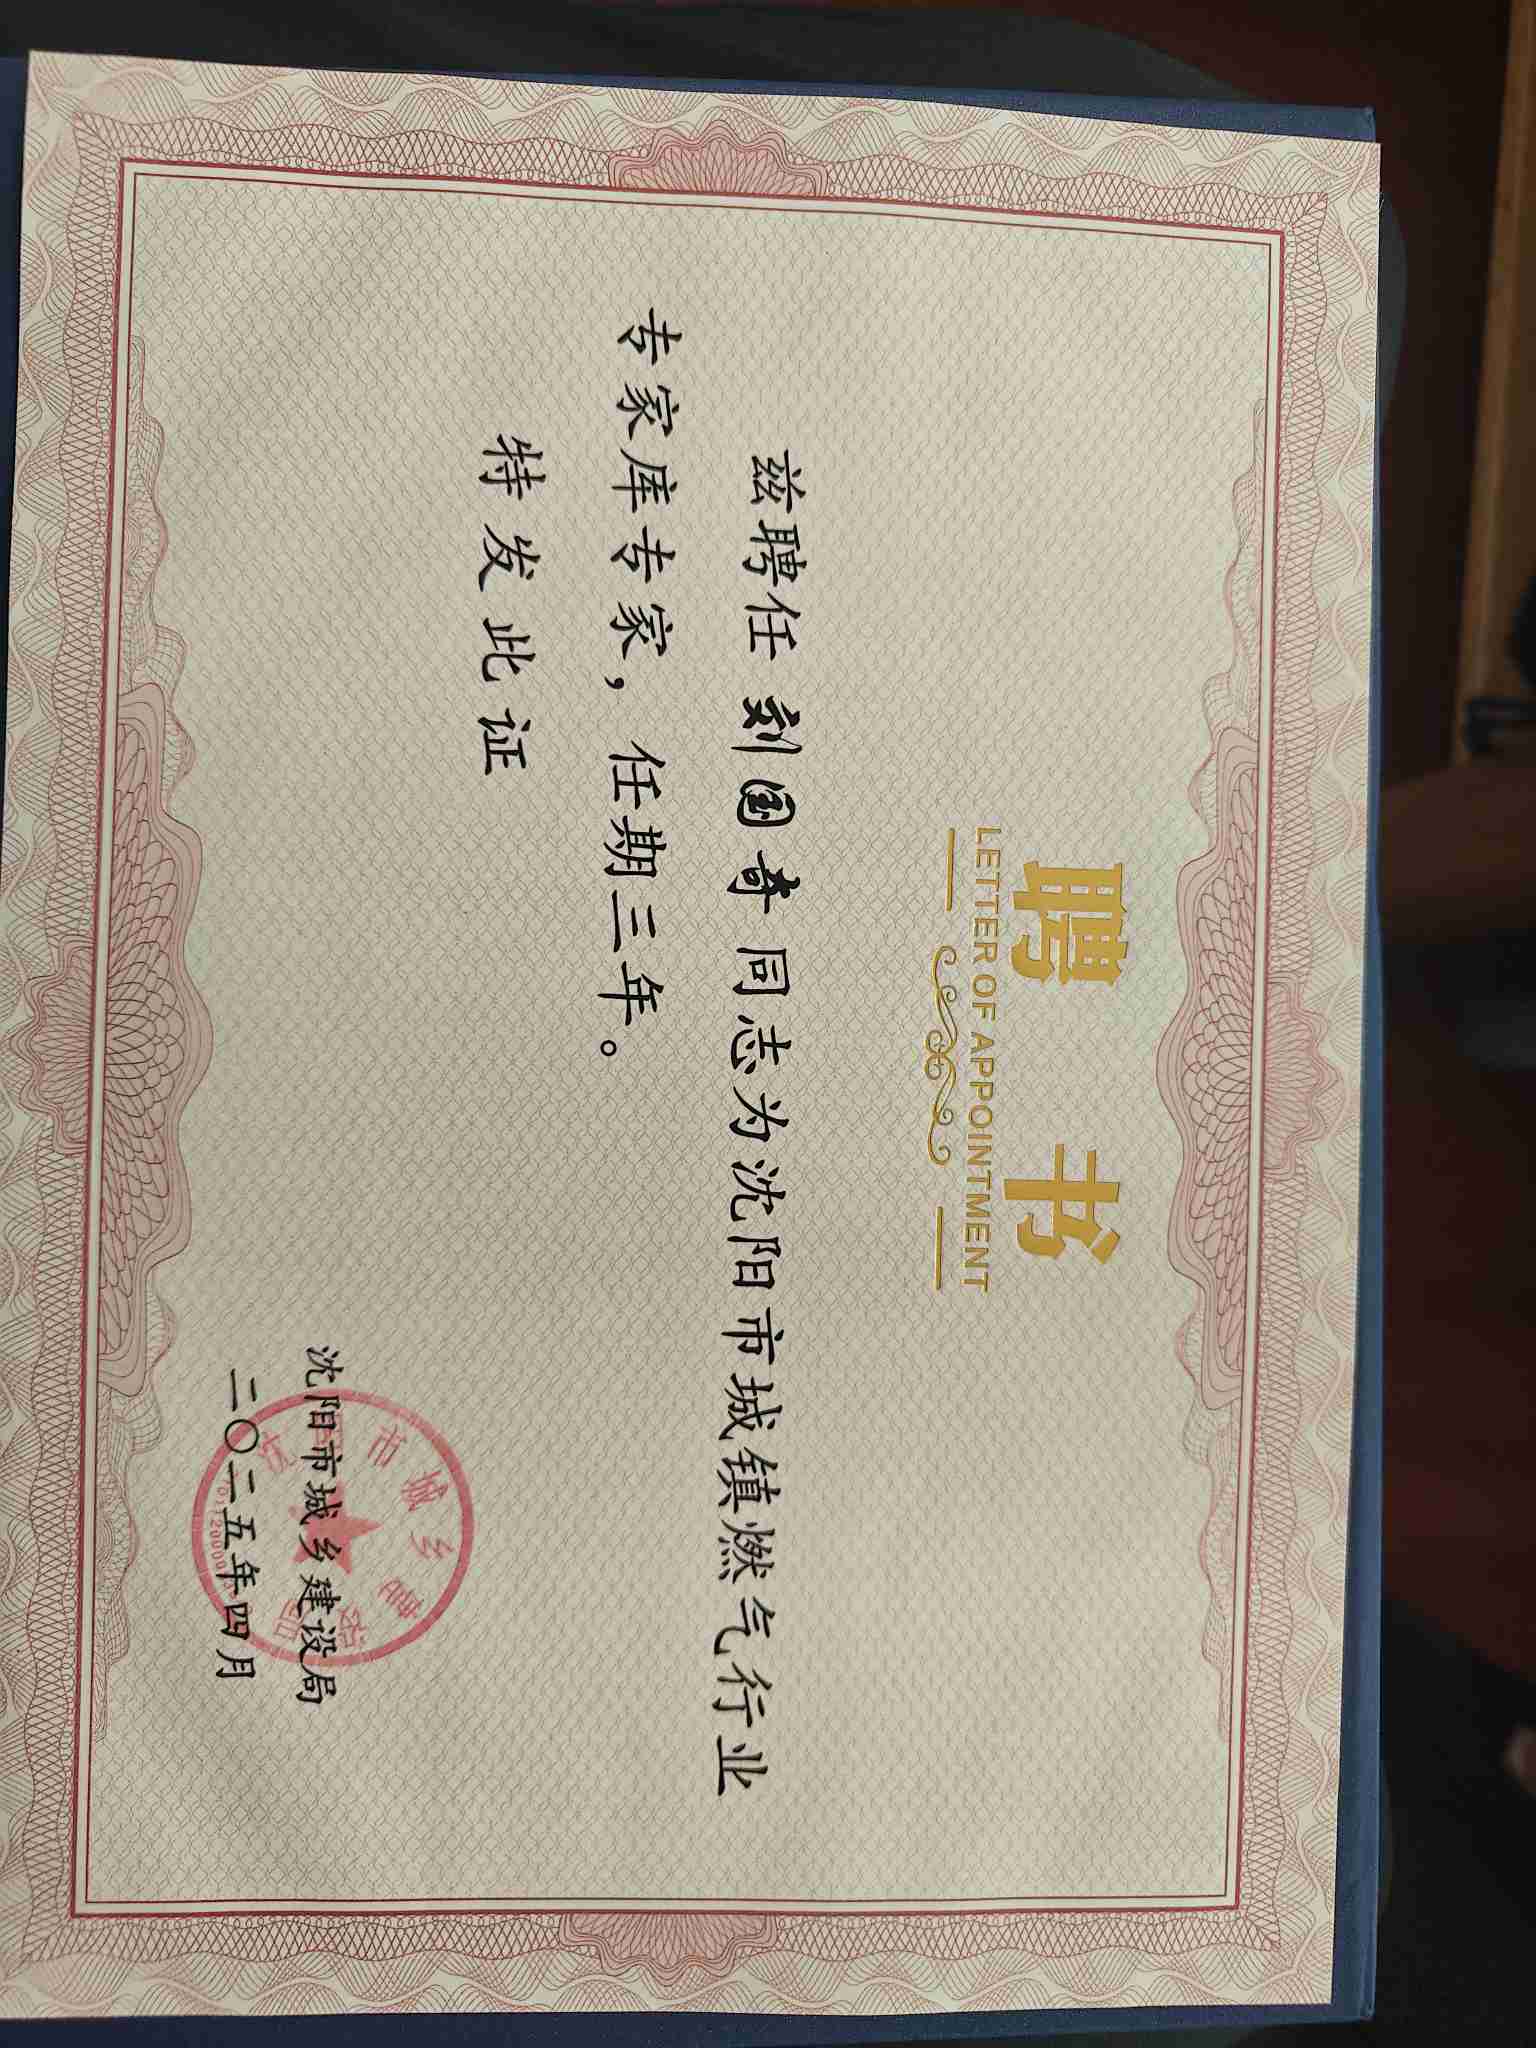 聘书
LETTER OF APPOINTMENT
兹聘任 刘国奇 同志为沈阳市城镇燃气行业
专家库专家，任期三年。
特发此证
沈阳市城乡建设局
二〇二五年四月